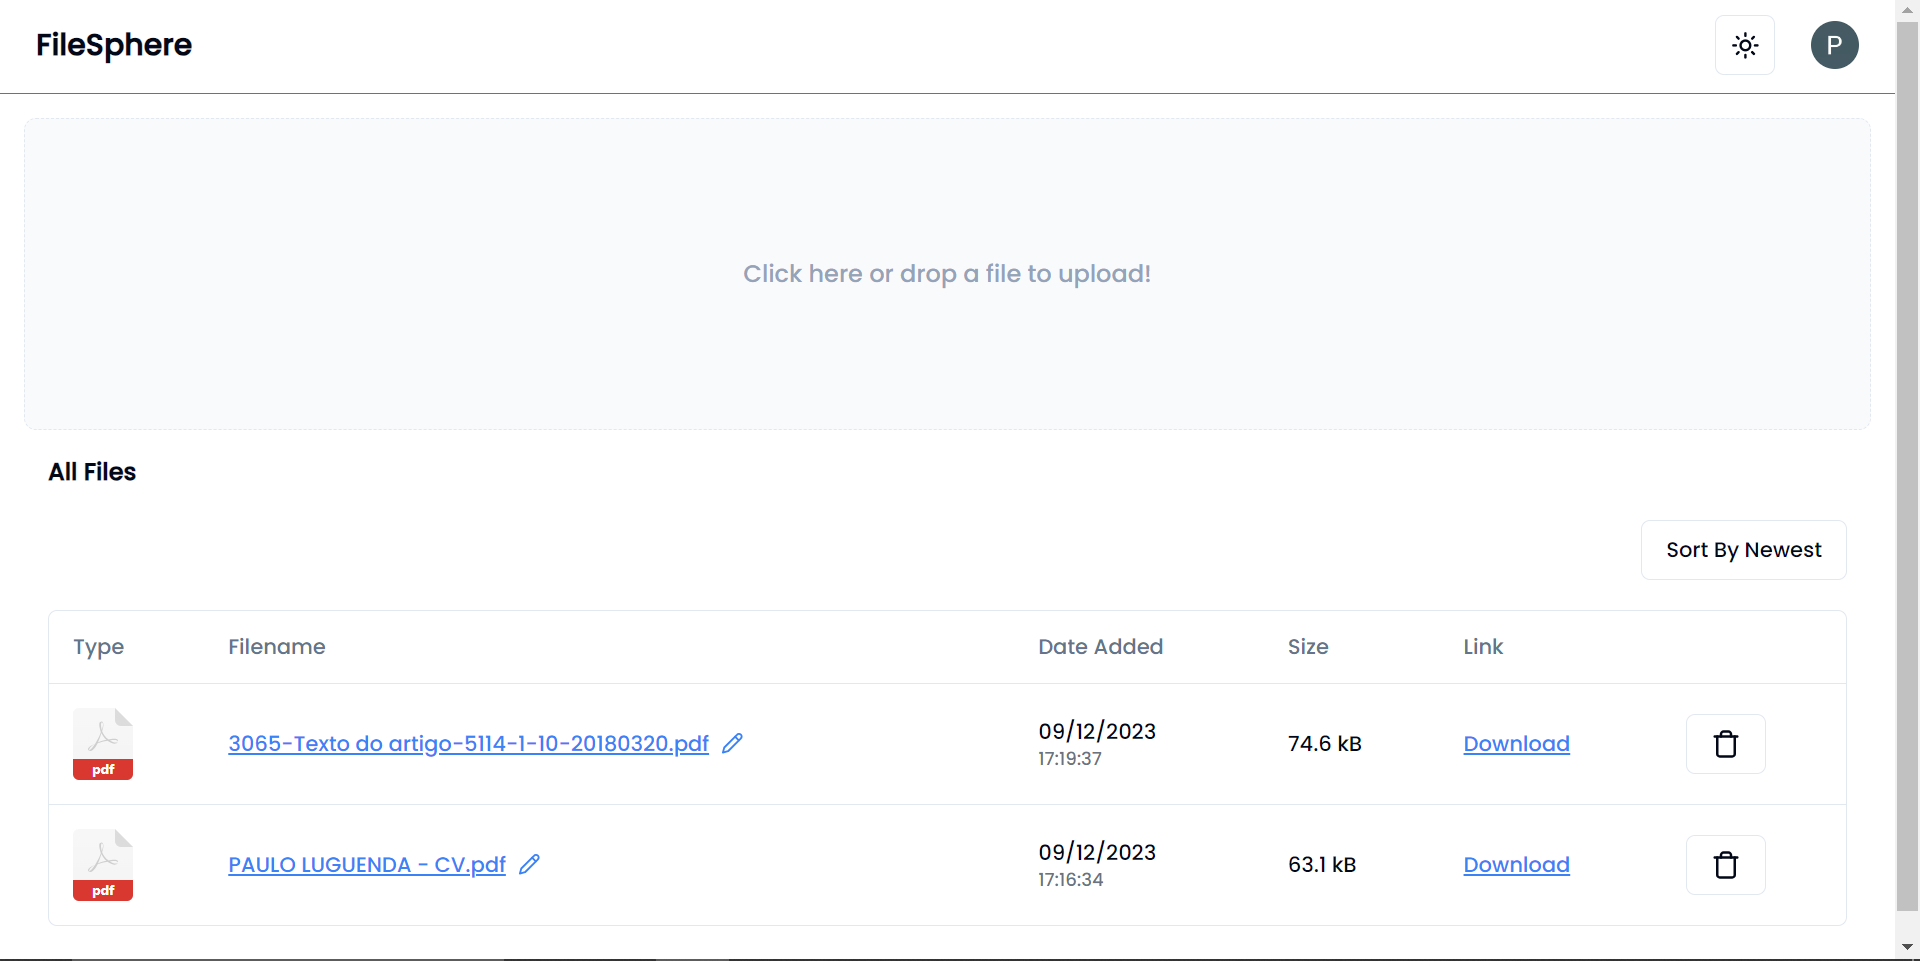 FileSphere
P
Click here or drop a file to upload!
All Files
Sort By Newest
Type Filename Date Added Size Link
pdf 3065-Texto do artigo-5114-1-10-20180320.pdf 09/12/2023 17:19:37 74.6 kB Download
pdf PAULO LUGUENDA - CV.pdf 09/12/2023 17:16:34 63.1 kB Download